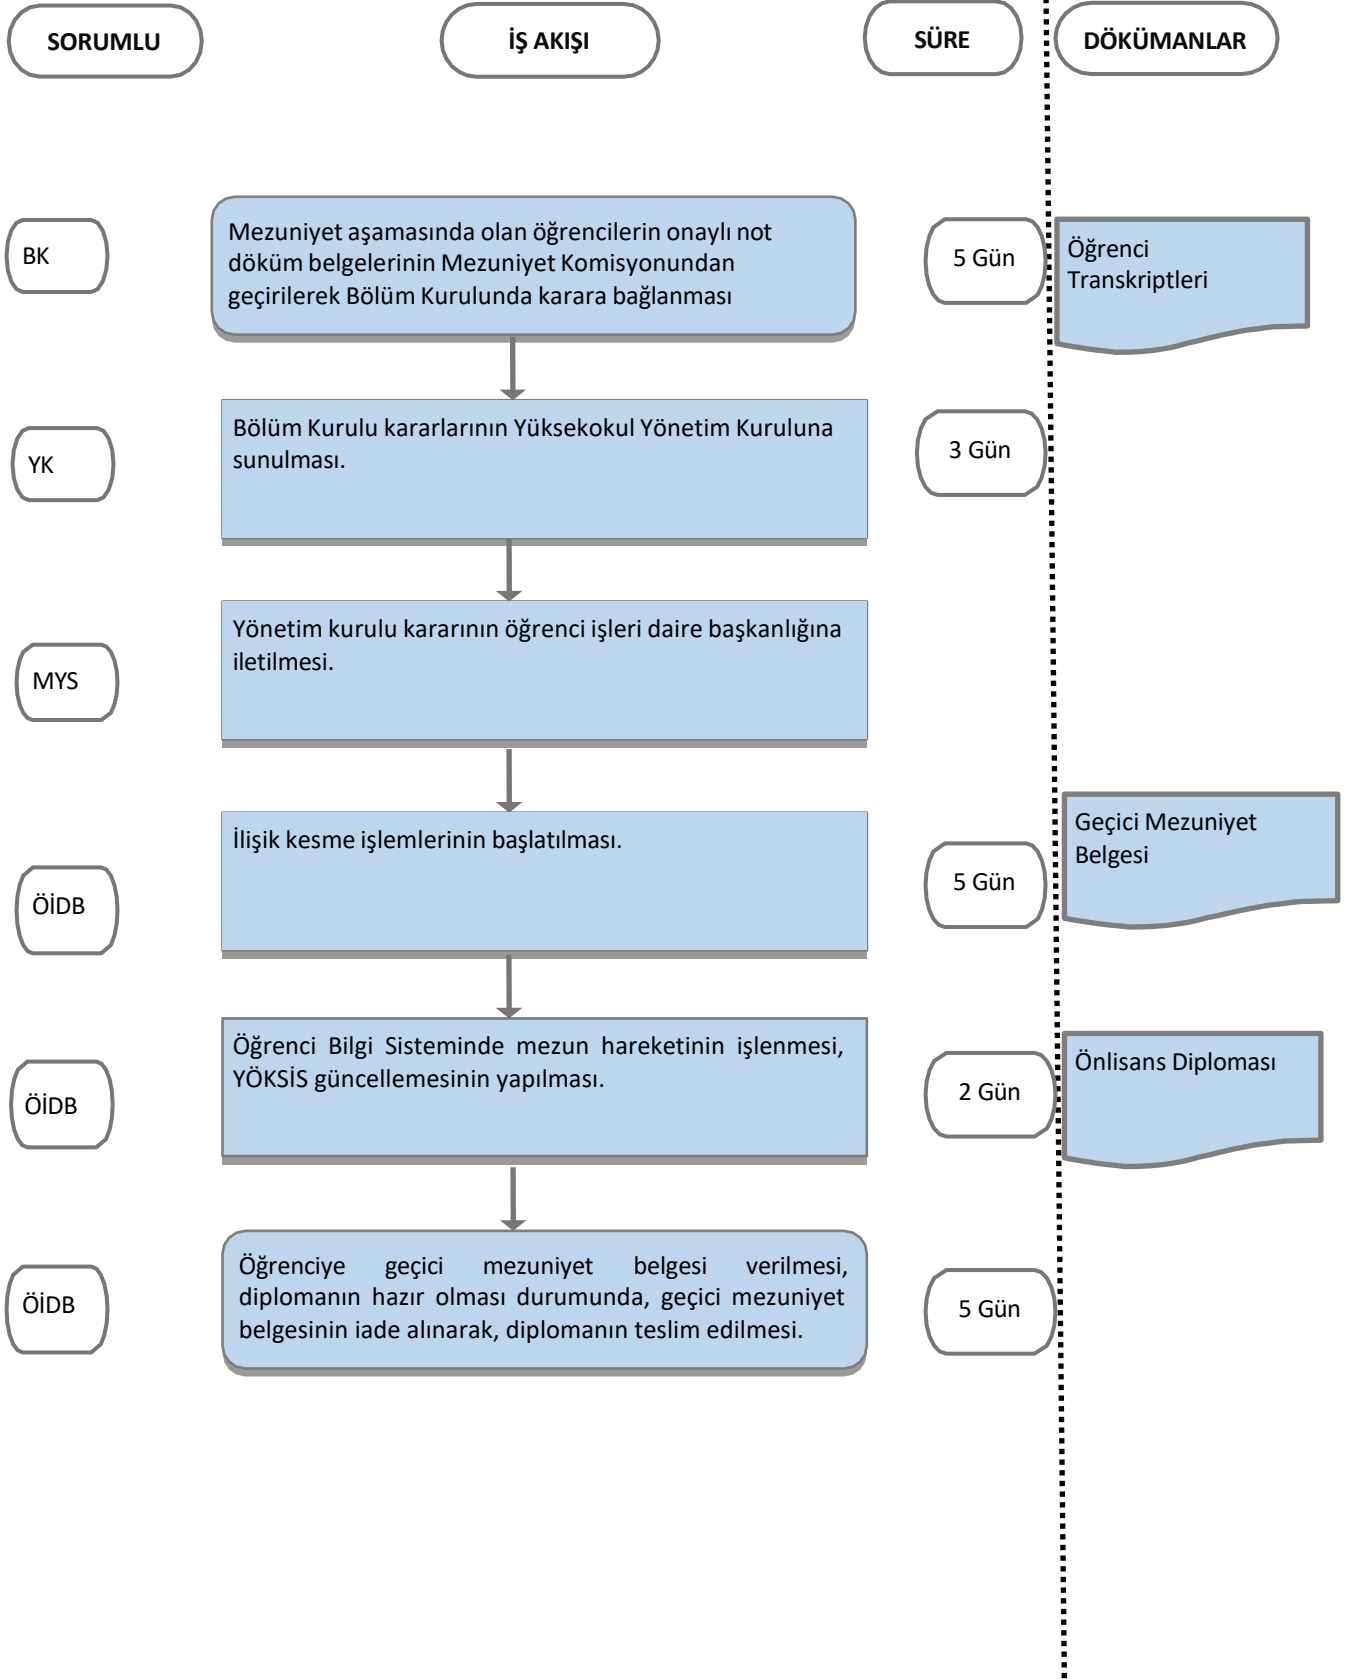 SORUMLU
İŞ AKIŞI
SÜRE
DÖKÜMANLAR
BK
Mezuniyet aşamasında olan öğrencilerin onaylı not
döküm belgelerinin Mezuniyet Komisyonundan
geçirilerek Bölüm Kurulunda karara bağlanması
5 Gün
Öğrenci
Transkriptleri
YK
Bölüm Kurulu kararlarının Yüksekokul Yönetim Kuruluna
sunulması.
3 Gün
MYS
Yönetim kurulu kararının öğrenci işleri daire başkanlığına
iletilmesi.
ÖİDB
İlişik kesme işlemlerinin başlatılması.
5 Gün
Geçici Mezuniyet
Belgesi
ÖİDB
Öğrenci Bilgi Sisteminde mezun hareketinin işlenmesi,
YÖKSİS güncellemesinin yapılması.
2 Gün
Önlisans Diploması
ÖİDB
Öğrenciye geçici mezuniyet belgesi verilmesi,
diplomanın hazır olması durumunda, geçici mezuniyet
belgesinin iade alınarak, diplomanın teslim edilmesi.
5 Gün